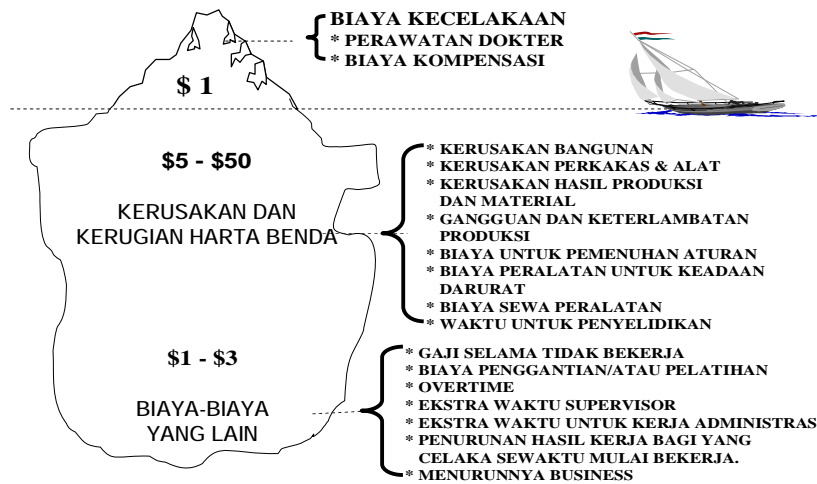 BIAYA KECELAKAAN
* PERAWATAN DOKTER
* BIAYA KOMPENSASI
$ 1
$5 - $50
KERUSAKAN DAN
KERUGIAN HARTA BENDA
* KERUSAKAN BANGUNAN
* KERUSAKAN PERKAKAS & ALAT
* KERUSAKAN HASIL PRODUKSI
DAN MATERIAL
* GANGGUAN DAN KETERLAMBATAN
PRODUKSI
* BIAYA UNTUK PEMENUHAN ATURAN
* BIAYA PERALATAN UNTUK KEADAAN
DARURAT
* BIAYA SEWA PERALATAN
* WAKTU UNTUK PENYELIDIKAN
$1 - $3
BIAYA-BIAYA
YANG LAIN
* GAJI SELAMA TIDAK BEKERJA
* BIAYA PENGGANTIAN/ATAU PELATIHAN
* OVERTIME
* EKSTRA WAKTU SUPERVISOR
* EKSTRA WAKTU UNTUK KERJA ADMINISTRAS
* PENURUNAN HASIL KERJA BAGI YANG
CELAKA SEWAKTU MULAI BEKERJA.
* MENURUNNYA BUSINESS